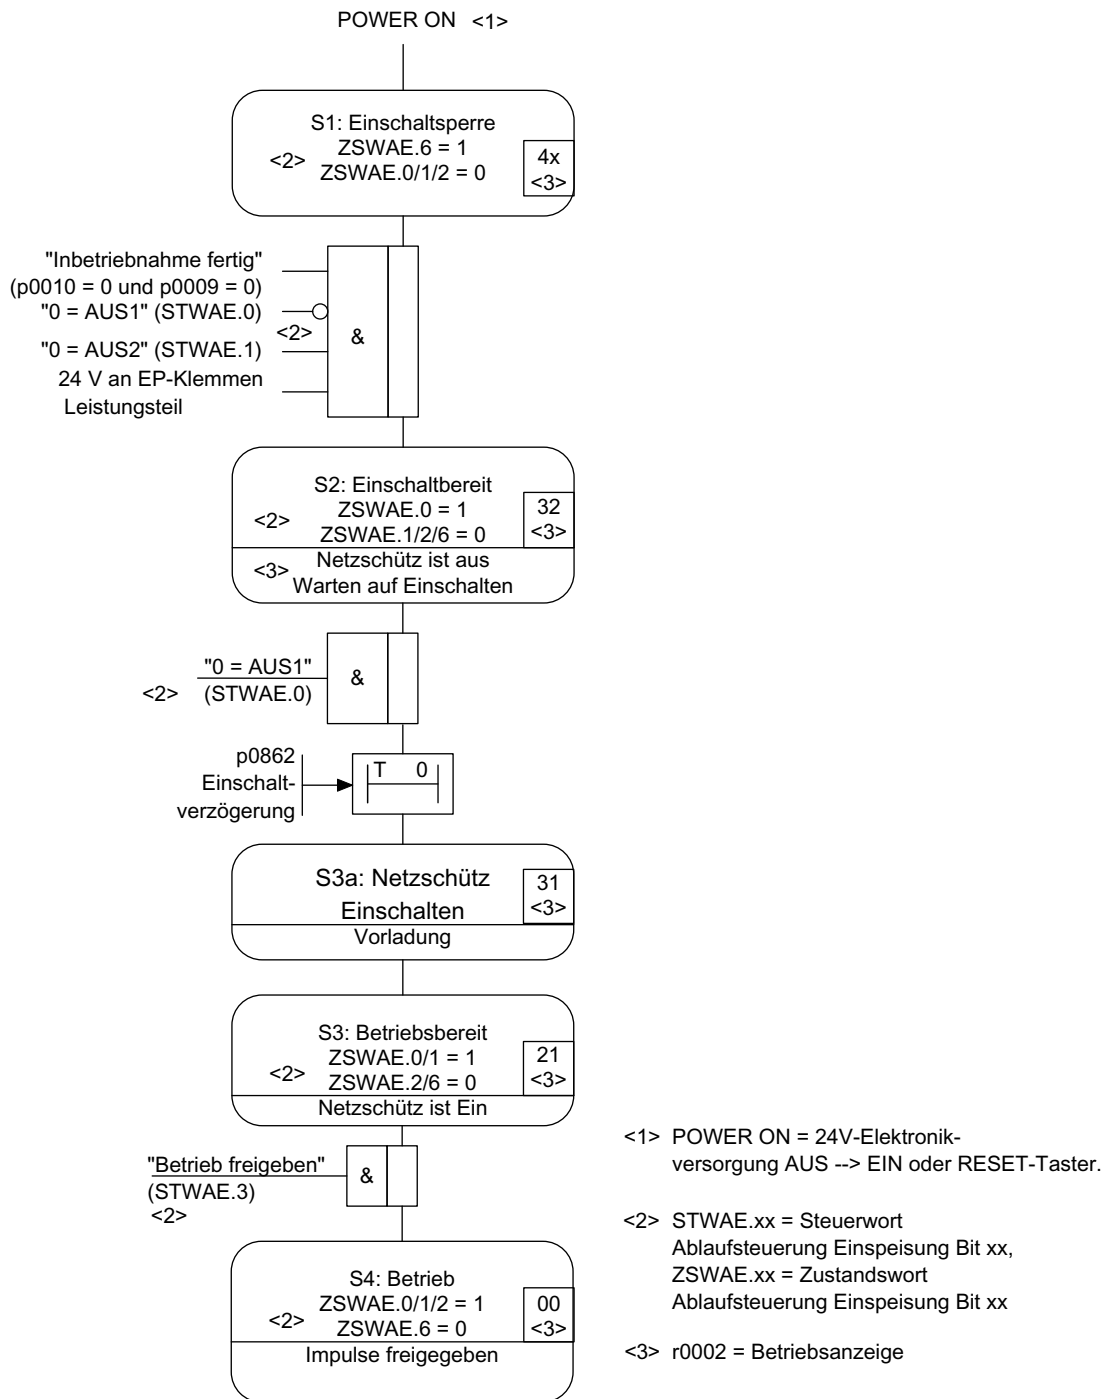 POWER ON <1>
S1: Einschaltsperre
ZSWAE.6 = 1
<2> ZSWAE.0/1/2 = 0
4x
<3>
"Inbetriebnahme fertig"
(p0010 = 0 und p0009 = 0)
"0 = AUS1" (STWAE.0)
<2>
&
"0 = AUS2" (STWAE.1)
24 V an EP-Klemmen
Leistungsteil
S2: Einschaltbereit
ZSWAE.0 = 1
<2>
ZSWAE.1/2/6 = 0
32
<3>
<3> Netzschütz ist aus
Warten auf Einschalten
"0 = AUS1"
<2> (STWAE.0)
&
p0862
Einschalt-
verzögerung
T 0
S3a: Netzschütz
Einschalten
31
<3>
Vorladung
S3: Betriebsbereit
ZSWAE.0/1 = 1
<2> ZSWAE.2/6 = 0
21
<3>
Netzschütz ist Ein
"Betrieb freigeben"
(STWAE.3)
<2>
&
S4: Betrieb
ZSWAE.0/1/2 = 1
<2> ZSWAE.6 = 0
00
<3>
Impulse freigegeben
<1> POWER ON = 24V-Elektronik-
versorgung AUS --> EIN oder RESET-Taster.
<2> STWAE.xx = Steuerwort
Ablaufsteuerung Einspeisung Bit xx,
ZSWAE.xx = Zustandswort
Ablaufsteuerung Einspeisung Bit xx
<3> r0002 = Betriebsanzeige